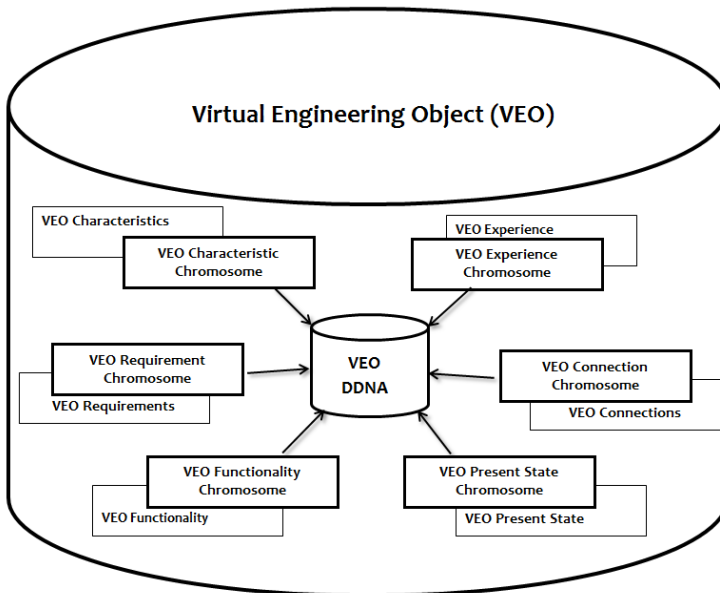 Virtual Engineering Object (VEO)
VEO Characteristics
VEO Characteristic
Chromosome
VEO Experience
VEO Experience
Chromosome
VEO Requirement
Chromosome
VEO Requirements
VEO
DDNA
VEO Connection
Chromosome
VEO Connections
VEO Functionality
Chromosome
VEO Functionality
VEO Present State
Chromosome
VEO Present State